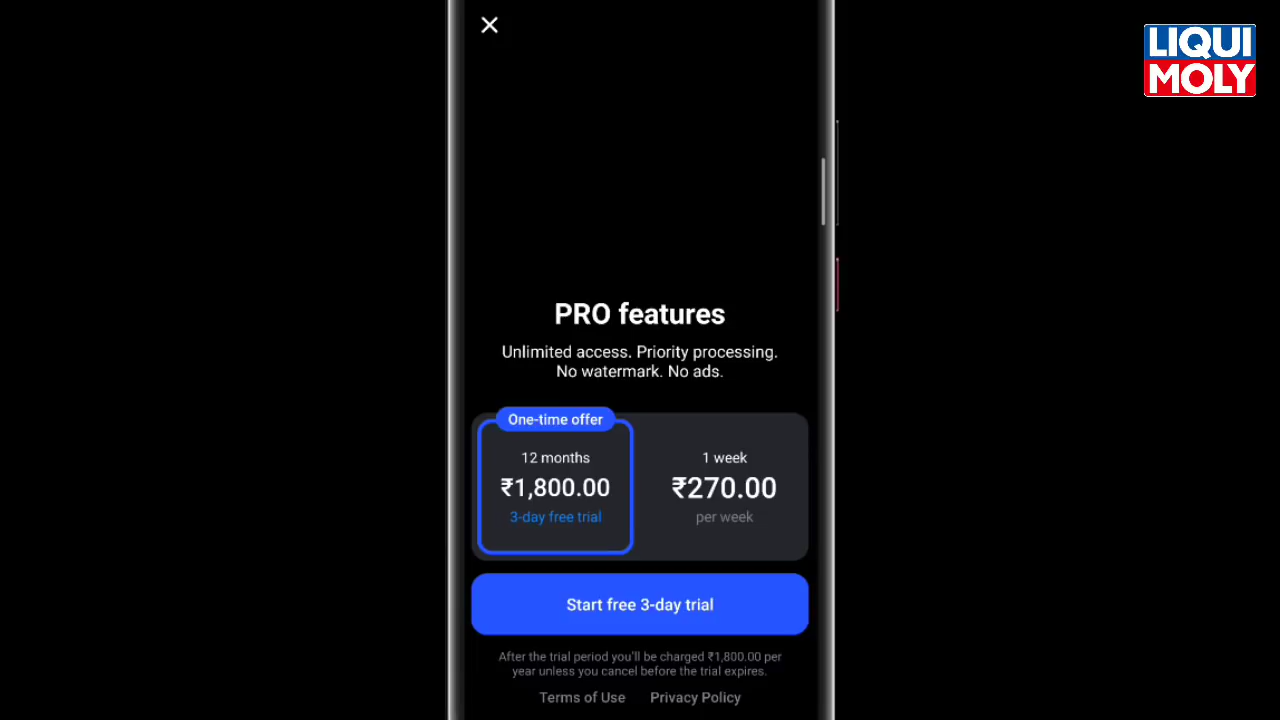 LIQUI
MOLY
PRO features
Unlimited access. Priority processing.
No watermark. No ads.
One-time offer
12 months
₹1,800.00
3-day free trial
1 week
₹270.00
per week
Start free 3-day trial
After the trial period you'll be charged ₹1,800.00 per
year unless you cancel before the trial expires.
Terms of Use
Privacy Policy